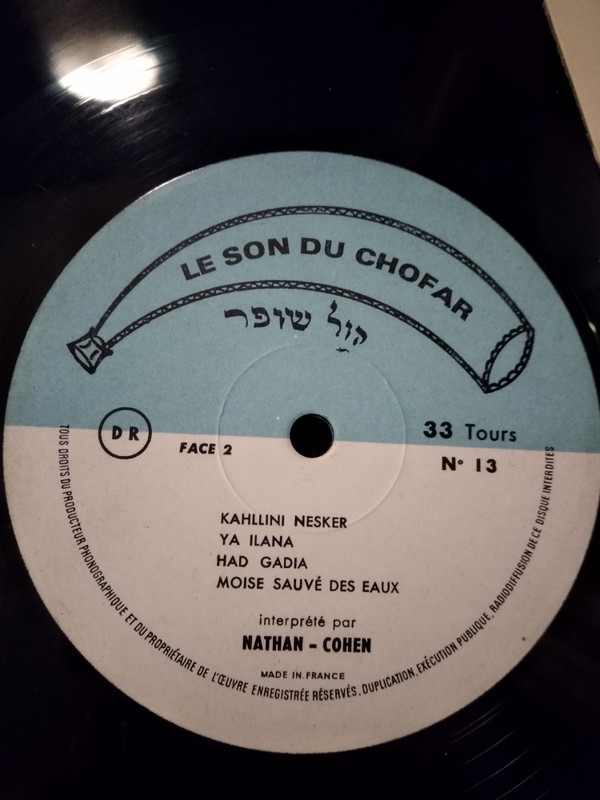 LE SON DU CHOFAR
קול שופר
DR
FACE 2
33 Tours
N° 13
KAHLLINI NESKER
YA ILANA
HAD GADIA
MOISE SAUVÉ DES EAUX
interprété par
NATHAN - COHEN
MADE IN FRANCE
TOUS DROITS DU PRODUCTEUR PHONOGRAPHIQUE ET DU PROPRIÉTAIRE DE L'ŒUVRE ENREGISTRÉE RÉSERVÉS. DUPLICATION, EXÉCUTION PUBLIQUE, RADIODIFFUSION DE CE DISQUE INTERDITES